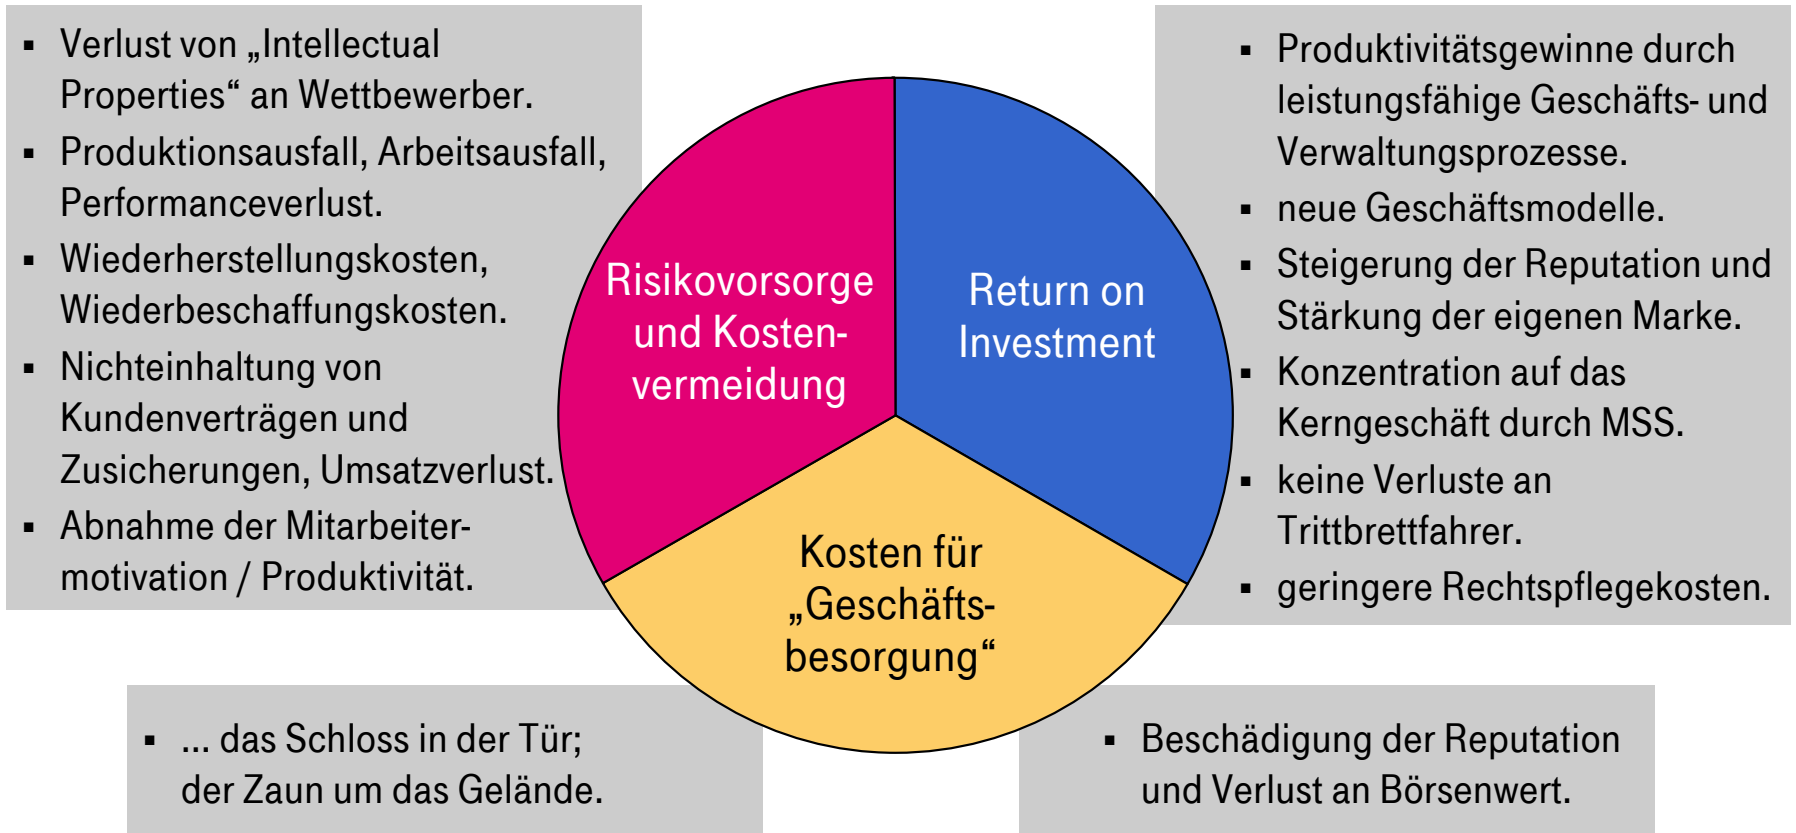 ▪ Verlust von „Intellectual
Properties“ an Wettbewerber.
▪ Produktionsausfall, Arbeitsausfall,
Performanceverlust.
▪ Wiederherstellungskosten,
Wiederbeschaffungskosten.
▪ Nichteinhaltung von
Kundenverträgen und
Zusicherungen, Umsatzverlust.
▪ Abnahme der Mitarbeiter-
motivation / Produktivität.
Risikovorsorge
und Kosten-
vermeidung
Return on
Investment
Kosten für
„Geschäfts-
besorgung“
▪ Produktivitätsgewinne durch
leistungsfähige Geschäfts- und
Verwaltungsprozesse.
▪ neue Geschäftsmodelle.
▪ Steigerung der Reputation und
Stärkung der eigenen Marke.
▪ Konzentration auf das
Kerngeschäft durch MSS.
▪ keine Verluste an
Trittbrettfahrer.
▪ geringere Rechtspflegekosten.
▪ ... das Schloss in der Tür;
der Zaun um das Gelände.
▪ Beschädigung der Reputation
und Verlust an Börsenwert.